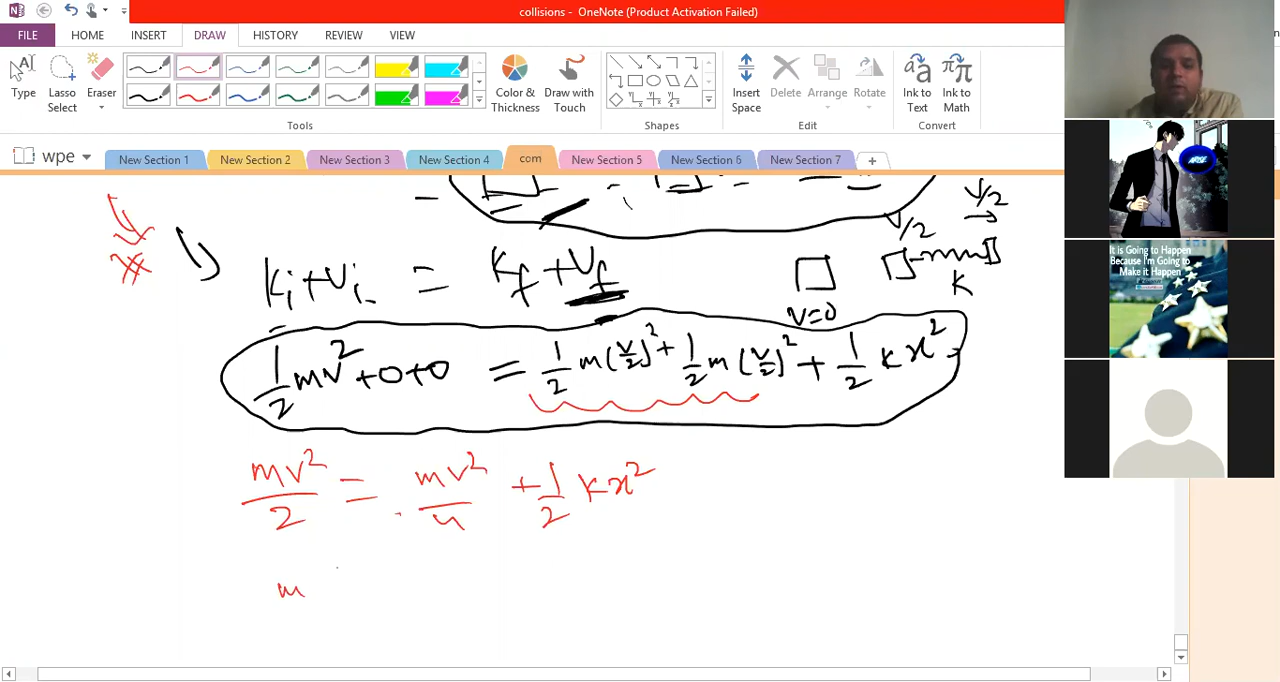 collisions - OneNote (Product Activation Failed)
FILE HOME INSERT DRAW HISTORY REVIEW VIEW
Type Lasso Select Eraser Color & Thickness Draw with Touch Insert Space Delete Arrange Rotate Ink to Text Ink to Math
Tools Shapes Edit Convert
wpe New Section 1 New Section 2 New Section 3 New Section 4 com New Section 5 New Section 6 New Section 7
V/2
V/2
Ki+Ui = Kf+Uf
K
v=0
1/2 mv²+0+0 = 1/2 m(v/2)²+1/2 m(v/2)²+1/2 kx²
mv²/2 = mv²/4 + 1/2 kx²
m
It is Going to Happen
Because I'm Going to
Make it Happen